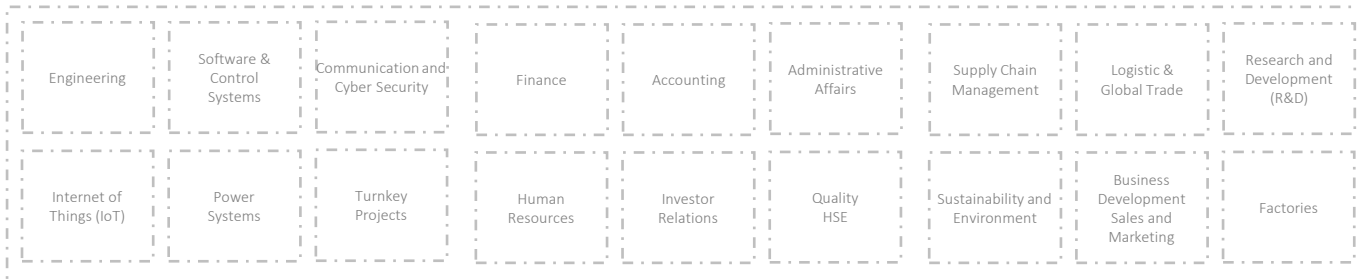 Engineering
Software &
Control
Systems
Communication and
Cyber Security
Finance
Accounting
Administrative
Affairs
Supply Chain
Management
Logistic &
Global Trade
Research and
Development
(R&D)
Internet of
Things (IoT)
Power
Systems
Turnkey
Projects
Human
Resources
Investor
Relations
Quality
HSE
Sustainability and
Environment
Business
Development
Sales and
Marketing
Factories